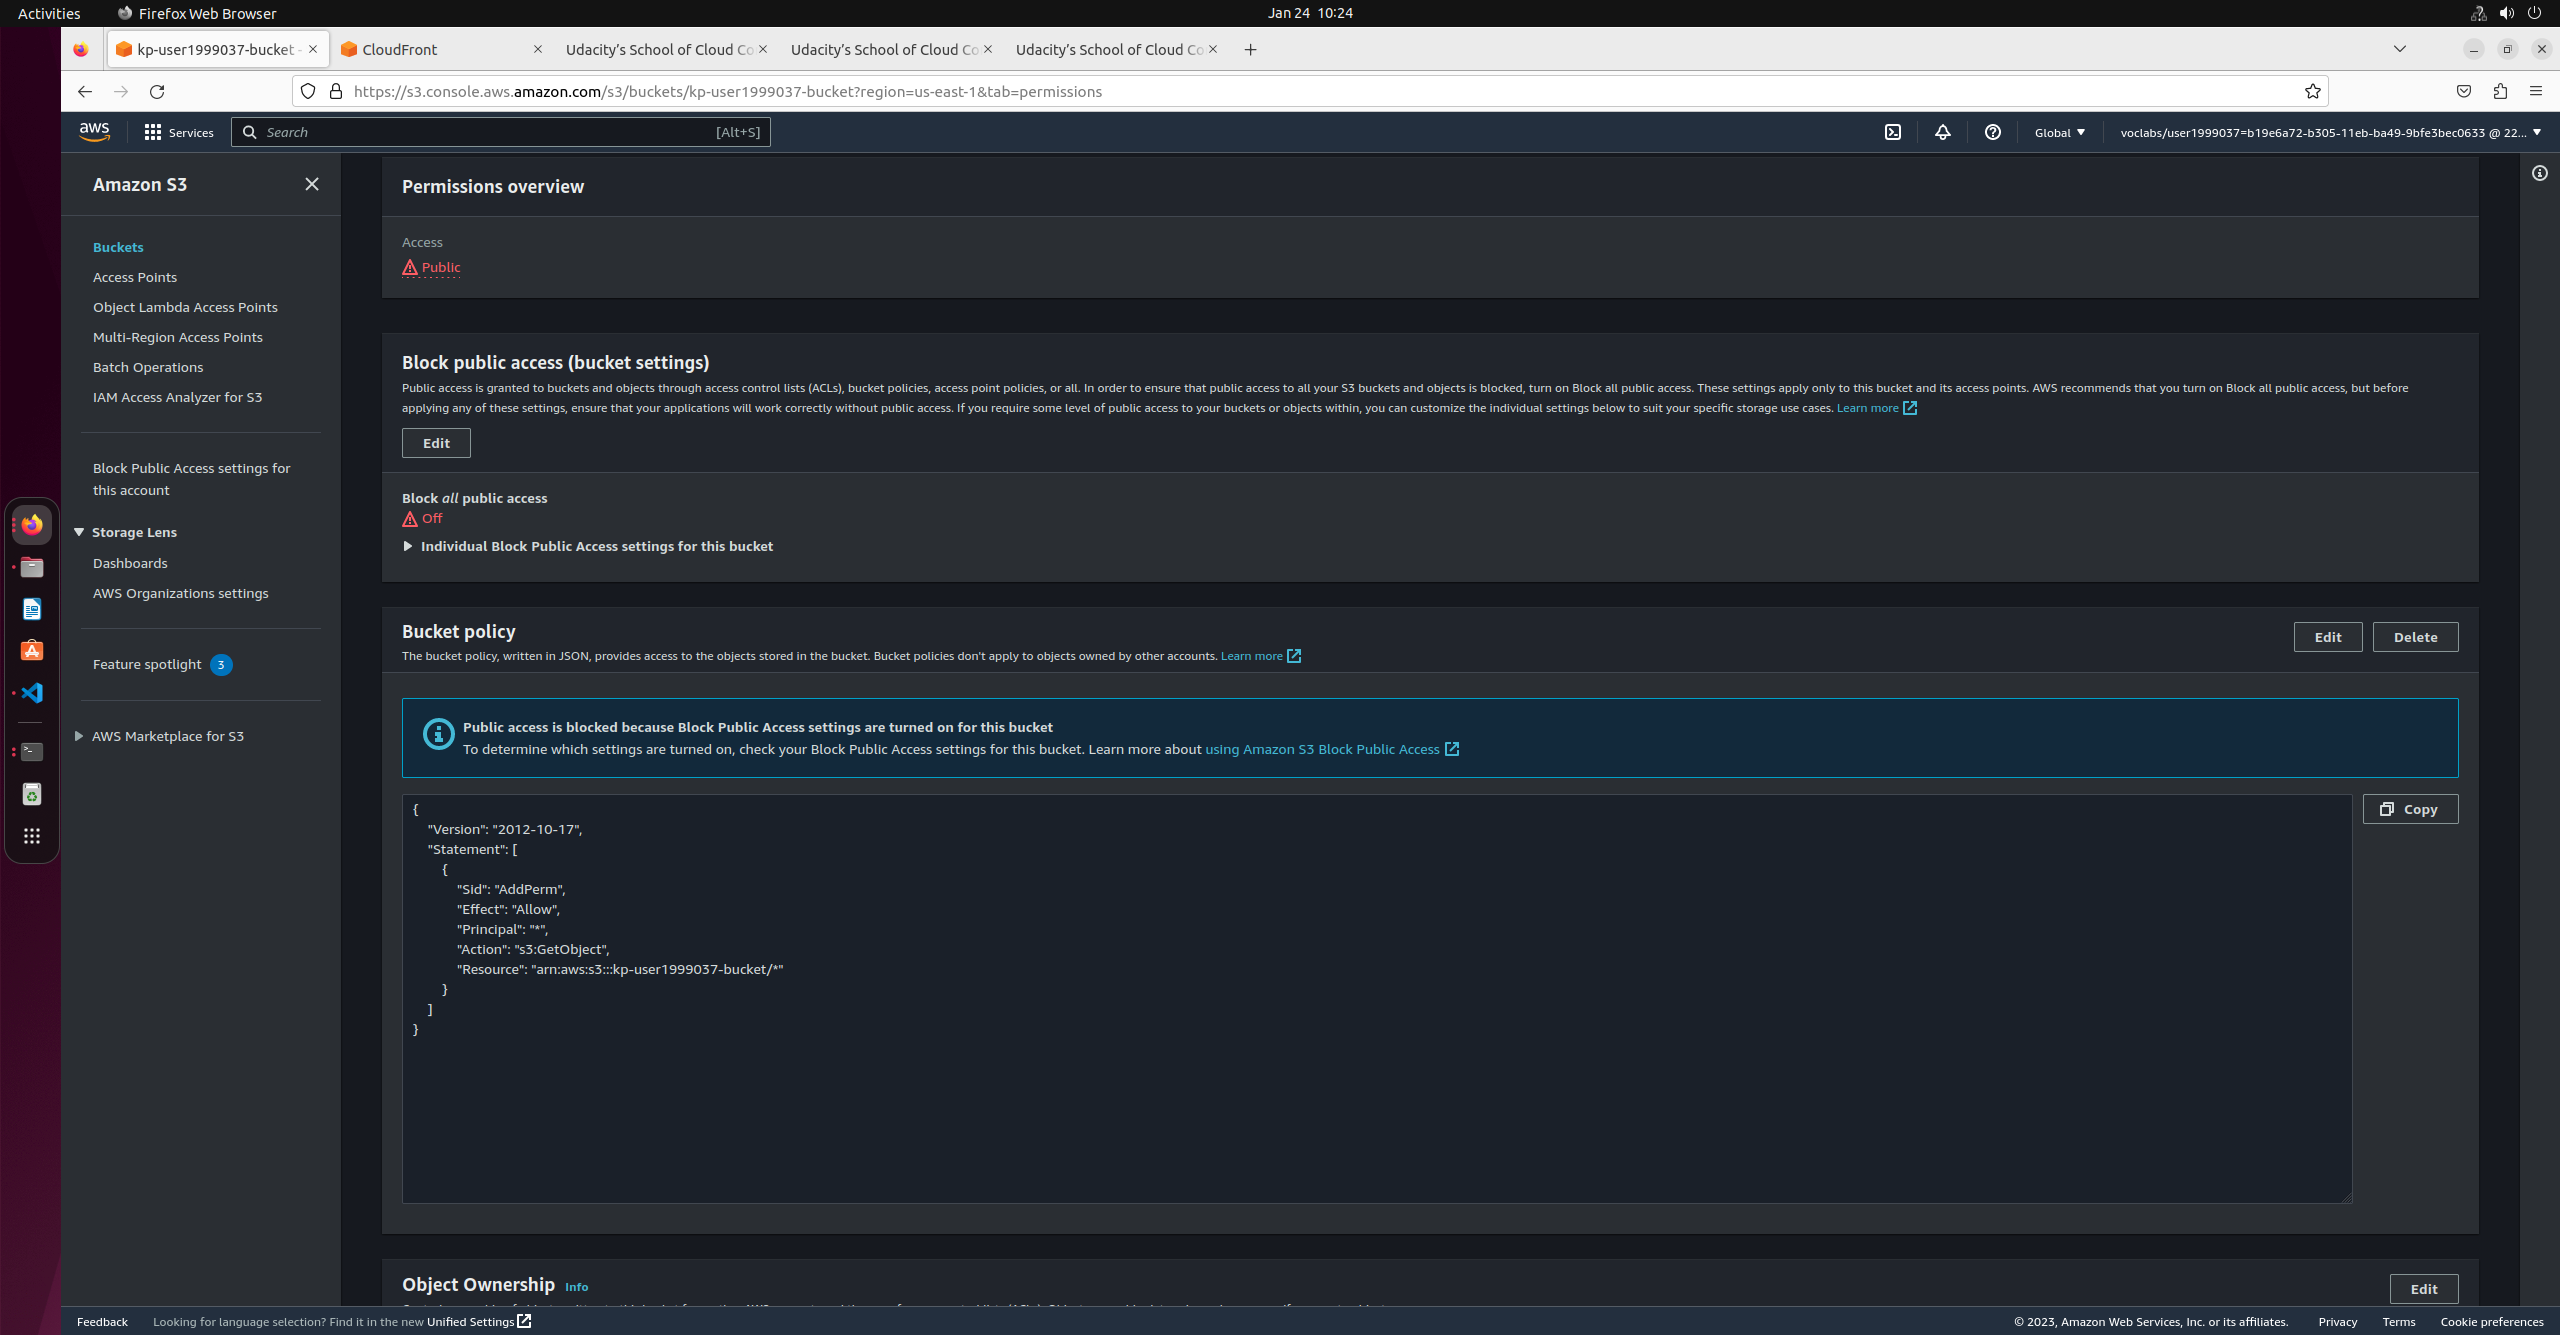 Activities
Firefox Web Browser
Jan 24 10:24
kp-user1999037-bucket -
CloudFront
Udacity's School of Cloud Co
Udacity's School of Cloud Co
Udacity's School of Cloud Co
https://s3.console.aws.amazon.com/s3/buckets/kp-user1999037-bucket?region=us-east-1&tab=permissions
aws
Services
Search
[Alt+S]
Global
voclabs/user1999037=b19e6a72-b305-11eb-ba49-9bfe3bec0633 @ 22...
Amazon S3
Buckets
Access Points
Object Lambda Access Points
Multi-Region Access Points
Batch Operations
IAM Access Analyzer for S3
Block Public Access settings for
this account
Storage Lens
Dashboards
AWS Organizations settings
Feature spotlight 3
AWS Marketplace for S3
Permissions overview
Access
Public
Block public access (bucket settings)
Public access is granted to buckets and objects through access control lists (ACLs), bucket policies, access point policies, or all. In order to ensure that public access to all your S3 buckets and objects is blocked, turn on Block all public access. These settings apply only to this bucket and its access points. AWS recommends that you turn on Block all public access, but before
applying any of these settings, ensure that your applications will work correctly without public access. If you require some level of public access to your buckets or objects within, you can customize the individual settings below to suit your specific storage use cases. Learn more
Edit
Block all public access
Off
Individual Block Public Access settings for this bucket
Bucket policy
The bucket policy, written in JSON, provides access to the objects stored in the bucket. Bucket policies don't apply to objects owned by other accounts. Learn more
Edit
Delete
Public access is blocked because Block Public Access settings are turned on for this bucket
To determine which settings are turned on, check your Block Public Access settings for this bucket. Learn more about using Amazon S3 Block Public Access
Copy
{
"Version": "2012-10-17",
"Statement": [
{
"Sid": "AddPerm",
"Effect": "Allow",
"Principal": "*",
"Action": "s3:GetObject",
"Resource": "arn:aws:s3:::kp-user1999037-bucket/*"
}
]
}
Object Ownership Info
Edit
Feedback
Looking for language selection? Find it in the new Unified Settings
© 2023, Amazon Web Services, Inc. or its affiliates.
Privacy
Terms
Cookie preferences